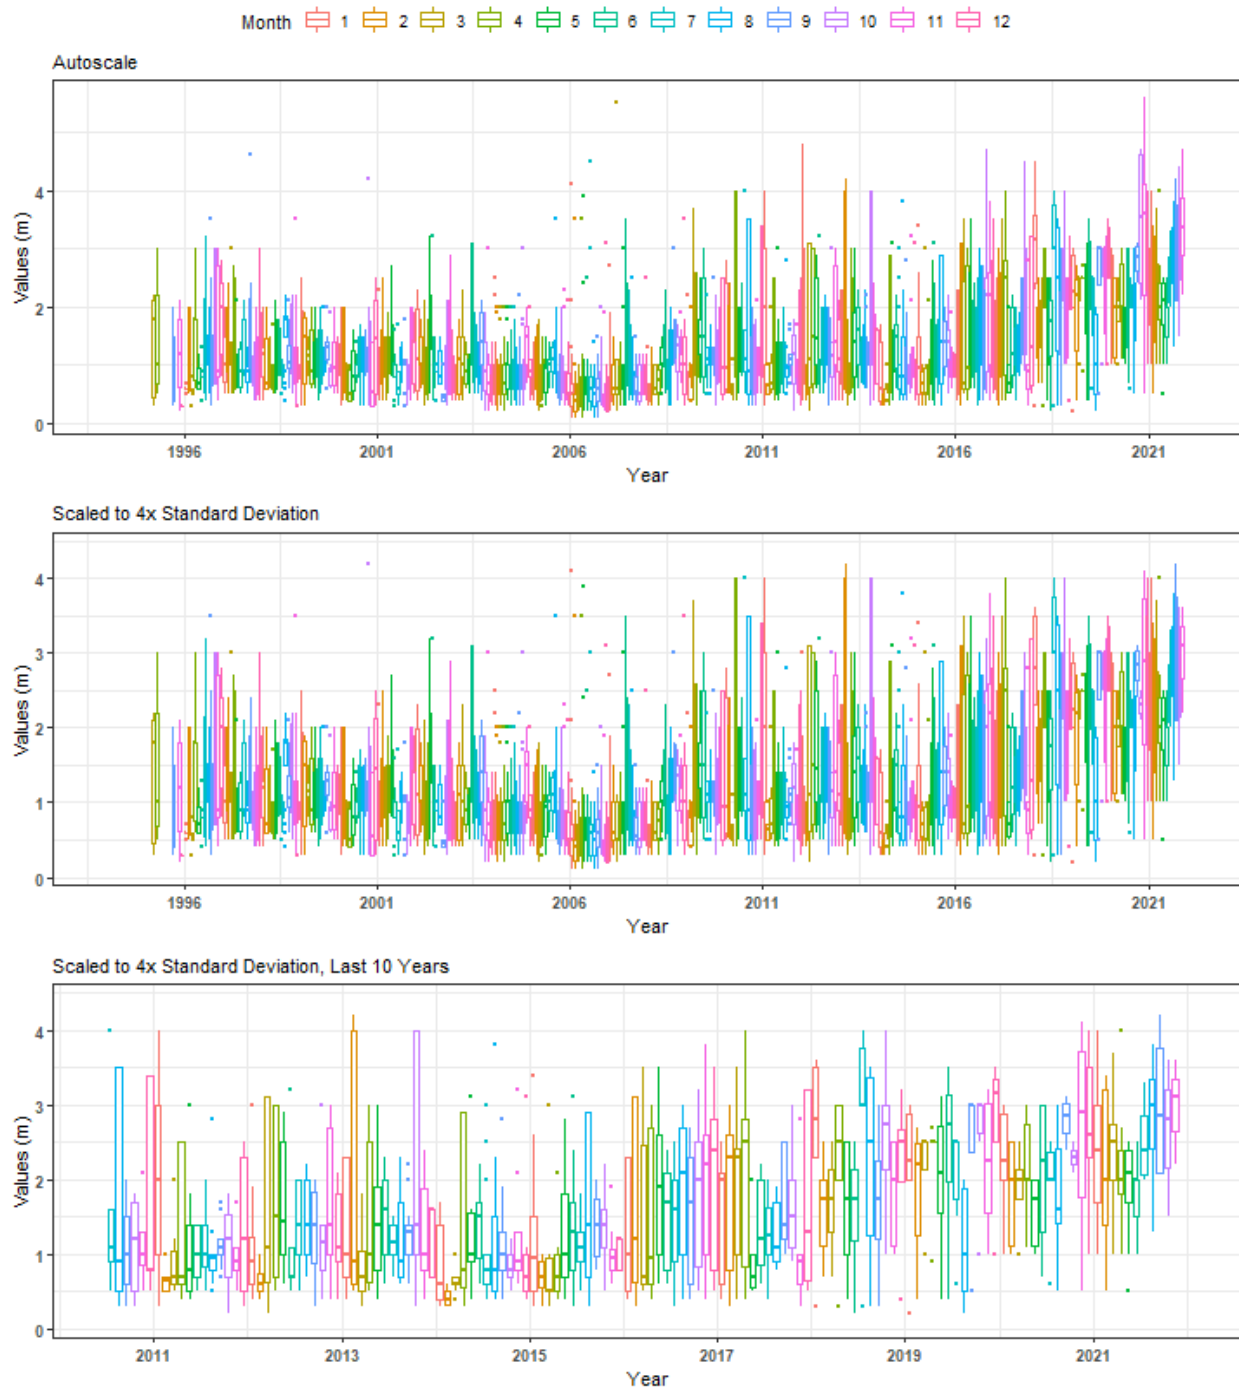 Month 1 2 3 4 5 6 7 8 9 10 11 12
Autoscale
Values (m)
4
2
0
1996 2001 2006 2011 2016 2021
Year
Scaled to 4x Standard Deviation
Values (m)
4
3
2
1
0
1996 2001 2006 2011 2016 2021
Year
Scaled to 4x Standard Deviation, Last 10 Years
Values (m)
4
3
2
1
0
2011 2013 2015 2017 2019 2021
Year